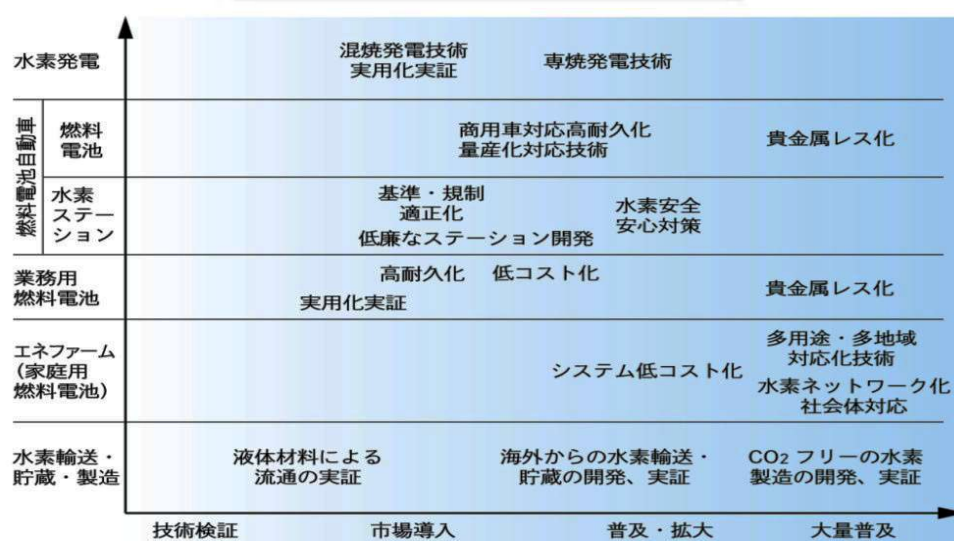 水素発電
混焼発電技術
実用化実証
専焼発電技術
燃料電池自動車
燃料
電池
商用車対応高耐久化
量産化対応技術
貴金属レス化
水素
ステー
ション
基準・規制
適正化
低廉なステーション開発
水素安全
安心対策
業務用
燃料電池
高耐久化
低コスト化
実用化実証
貴金属レス化
エネファーム
(家庭用
燃料電池)
システム低コスト化
多用途・多地域
対応化技術
水素ネットワーク化
社会体対応
水素輸送・
貯蔵・製造
液体材料による
流通の実証
海外からの水素輸送・
貯蔵の開発、実証
CO₂フリーの水素
製造の開発、実証
技術検証
市場導入
普及・拡大
大量普及